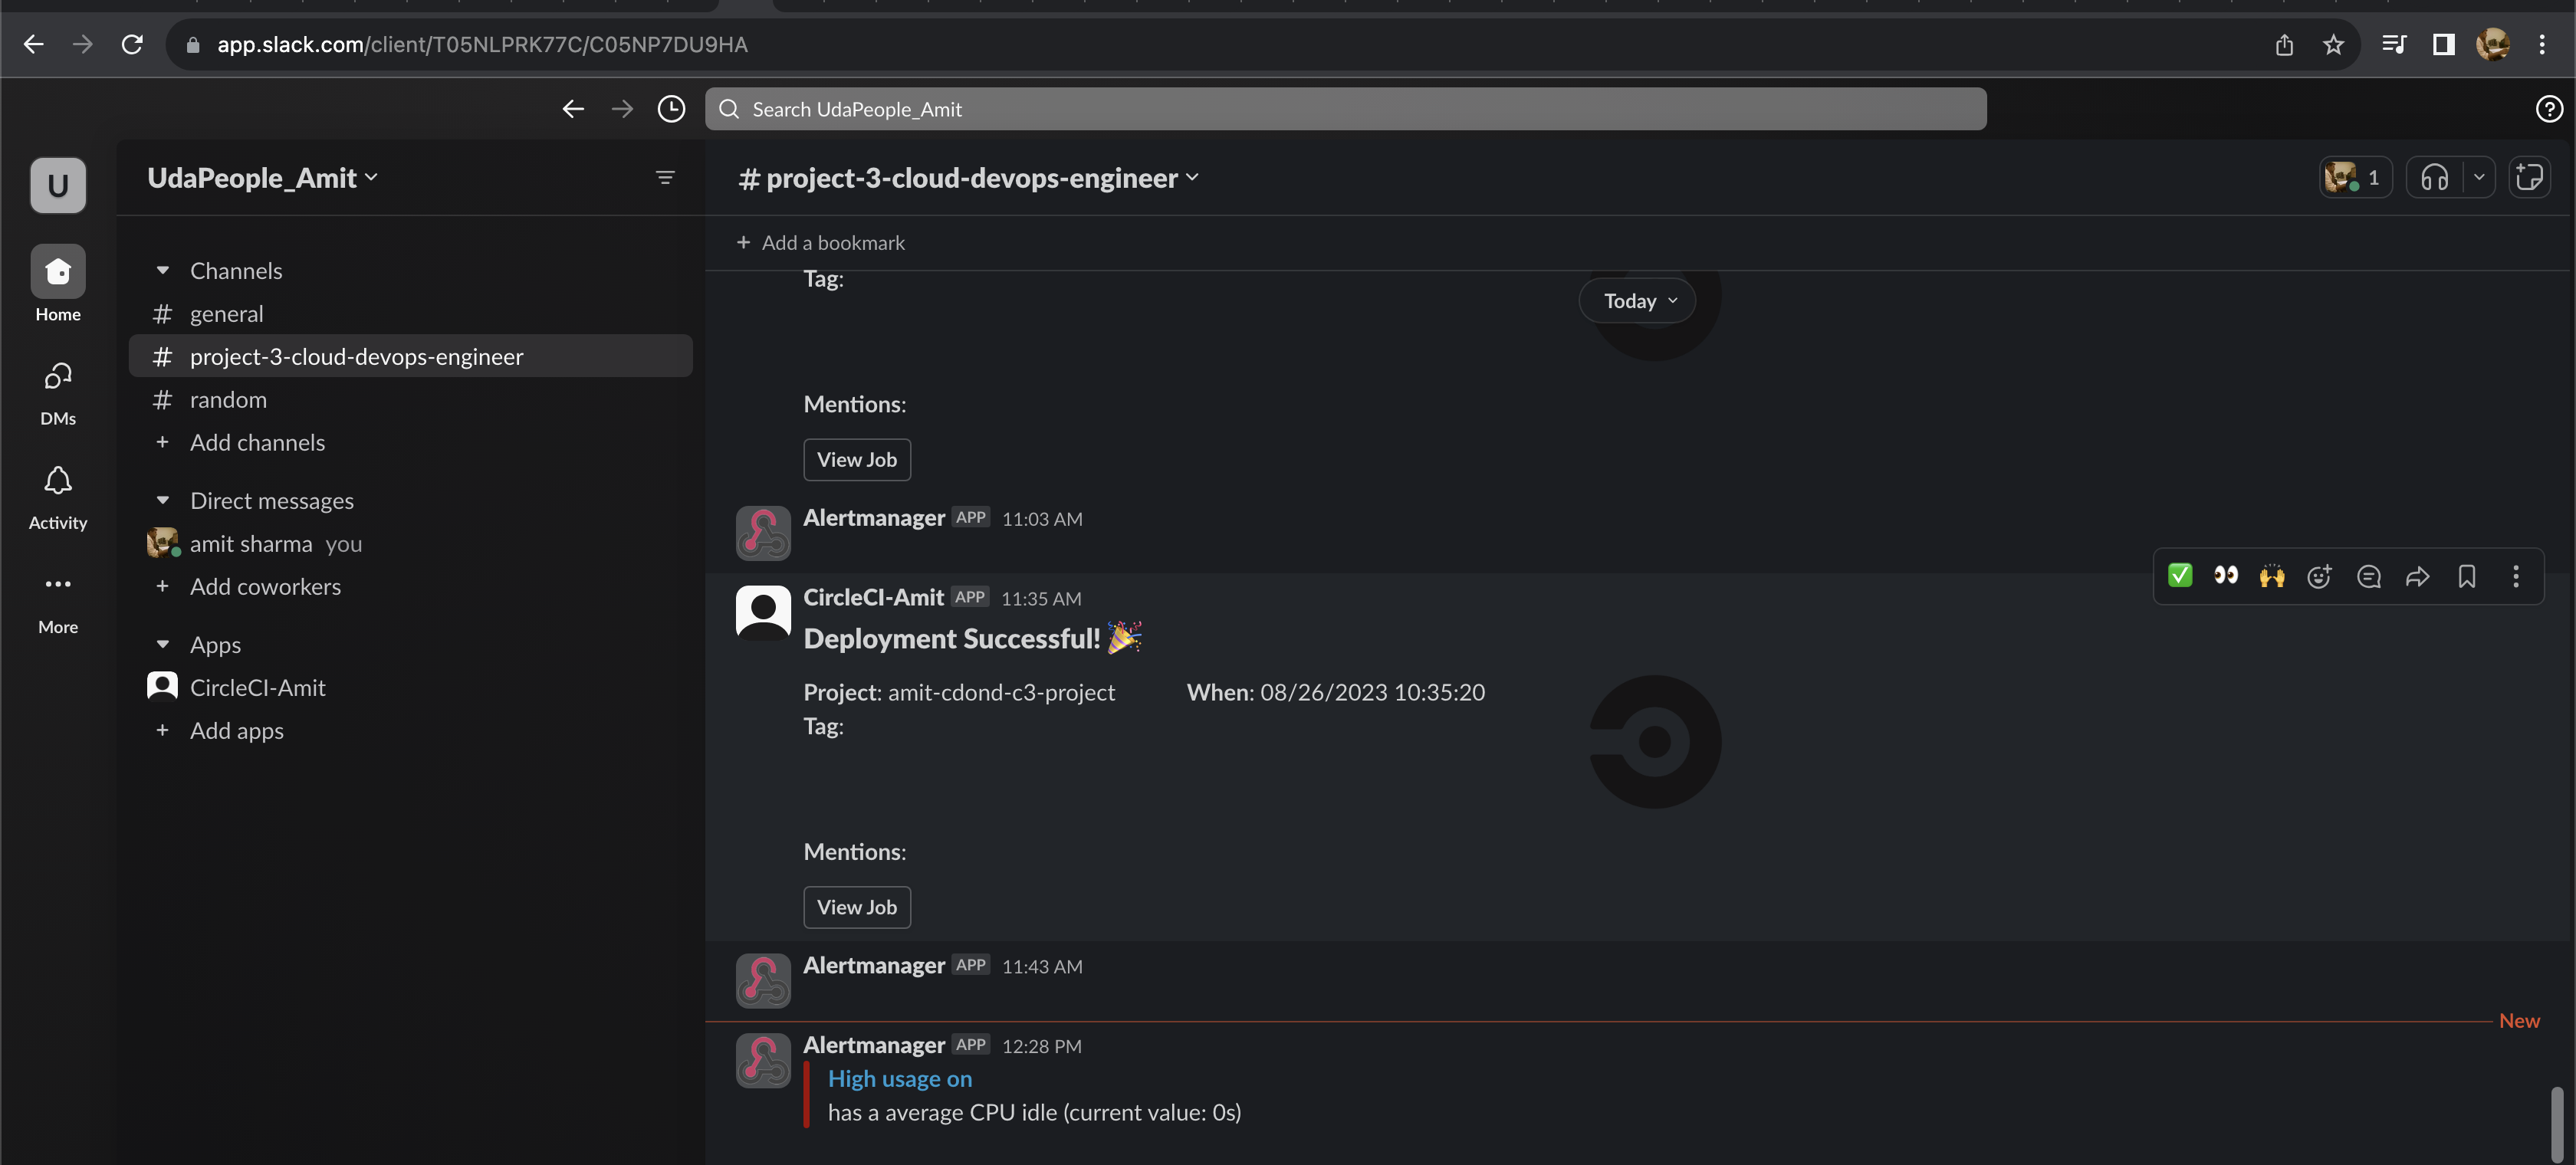 app.slack.com/client/T05NLPRK77C/C05NP7DU9HA
Search UdaPeople_Amit
U
UdaPeople_Amit
# project-3-cloud-devops-engineer
1
+ Add a bookmark
Home
DMs
Activity
More
Channels
# general
# project-3-cloud-devops-engineer
# random
+ Add channels
Direct messages
amit sharma you
+ Add coworkers
Apps
CircleCI-Amit
+ Add apps
Tag:
Today
Mentions:
View Job
Alertmanager APP 11:03 AM
CircleCI-Amit APP 11:35 AM
Deployment Successful! 🎉
Project: amit-cdond-c3-project When: 08/26/2023 10:35:20
Tag:
Mentions:
View Job
Alertmanager APP 11:43 AM
New
Alertmanager APP 12:28 PM
High usage on
has a average CPU idle (current value: 0s)